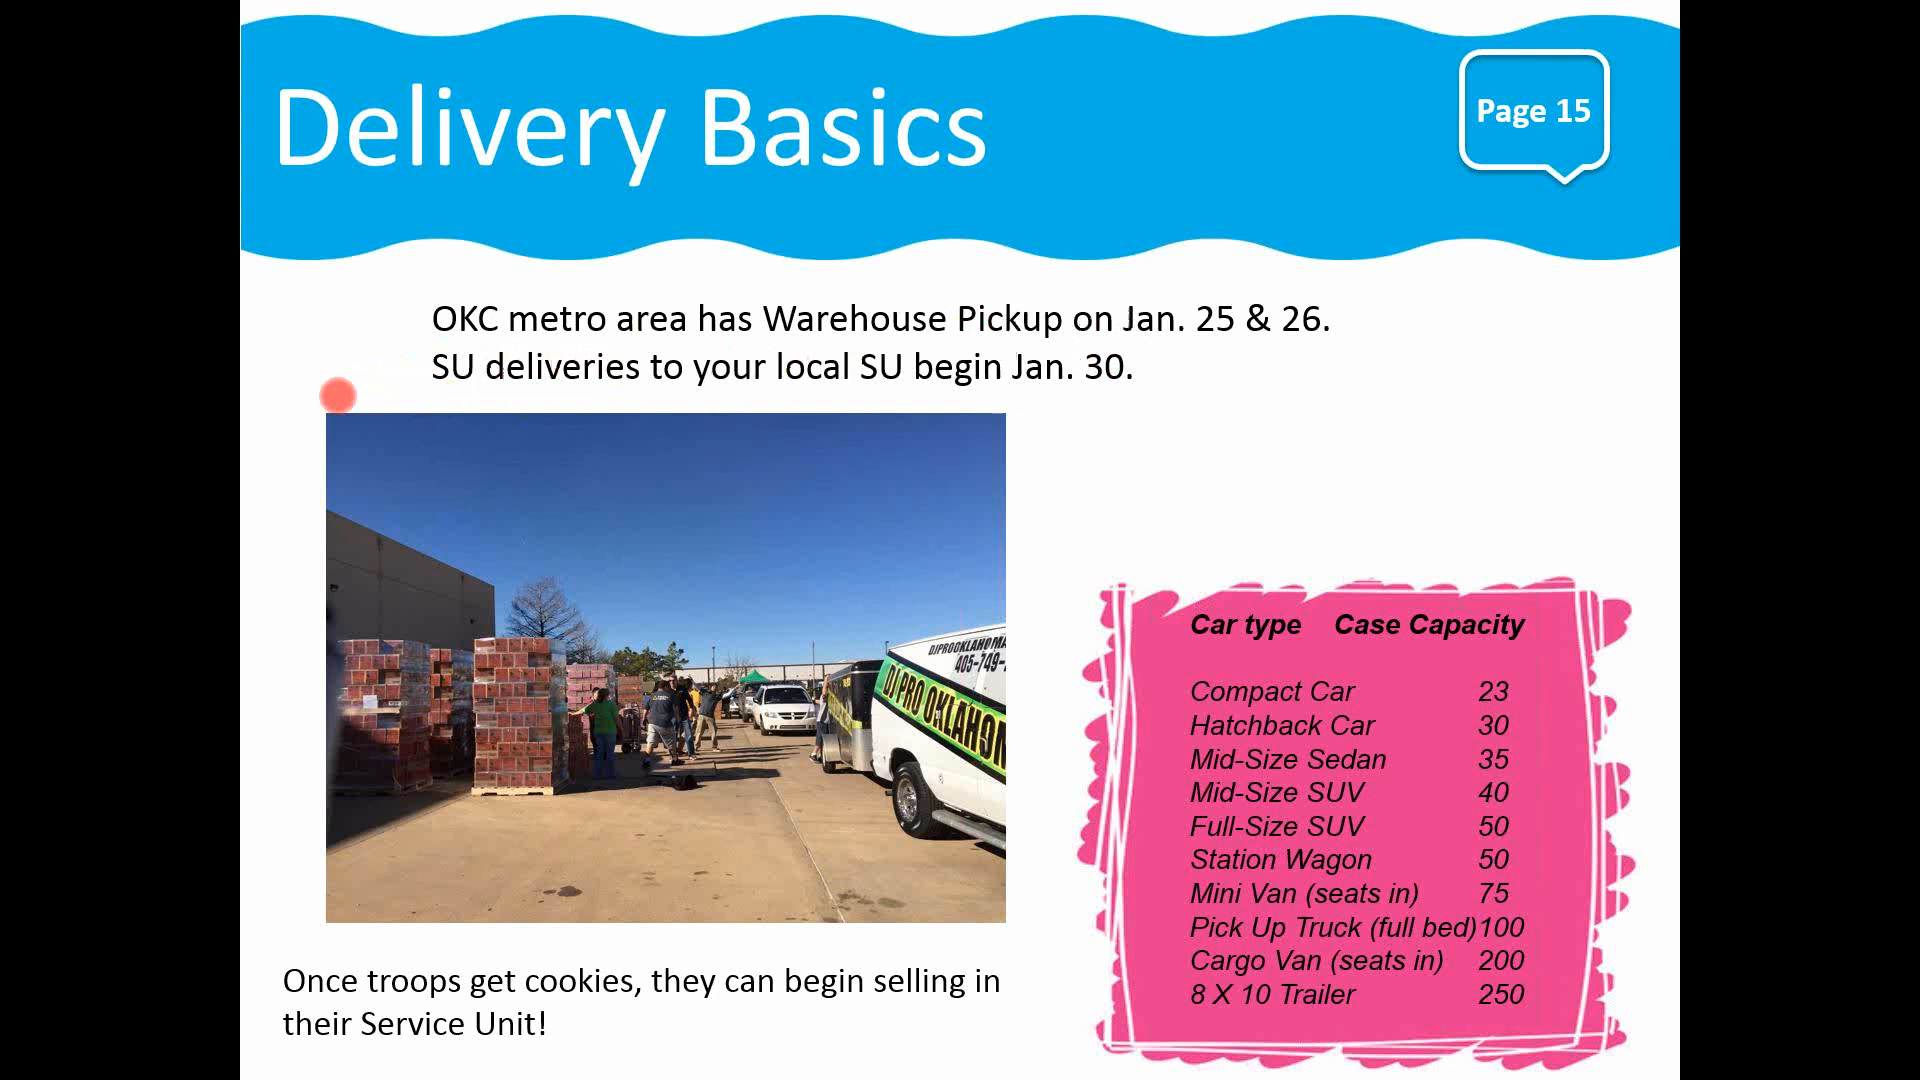 Delivery Basics
Page 15
OKC metro area has Warehouse Pickup on Jan. 25 & 26.
SU deliveries to your local SU begin Jan. 30.
DJPROOKLAHOMA
405-749-
DJ PRO OKLAHOM
Car type Case Capacity
Compact Car 23
Hatchback Car 30
Mid-Size Sedan 35
Mid-Size SUV 40
Full-Size SUV 50
Station Wagon 50
Mini Van (seats in) 75
Pick Up Truck (full bed)100
Cargo Van (seats in) 200
8 X 10 Trailer 250
Once troops get cookies, they can begin selling in
their Service Unit!